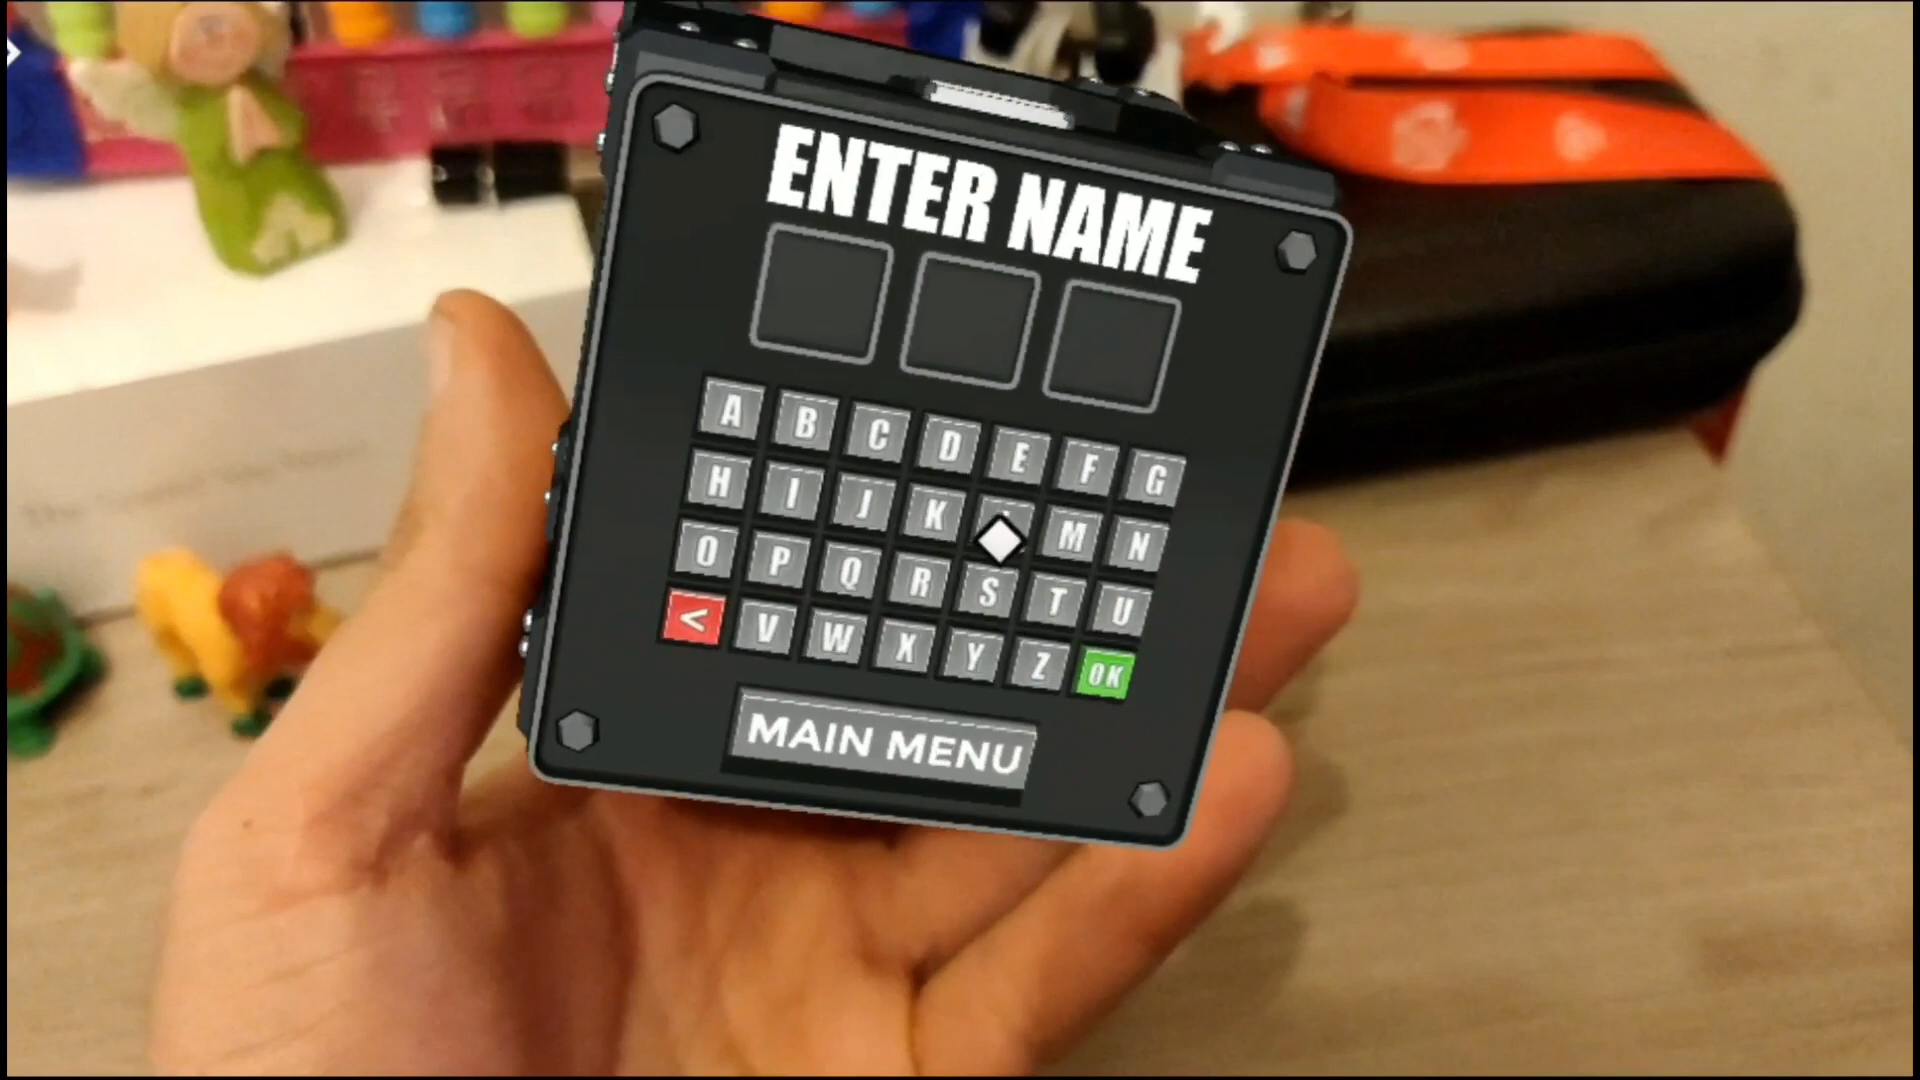 ENTER NAME
A B C D E F G
H I J K M N
O P Q R S T U
< V W X Y Z OK
MAIN MENU